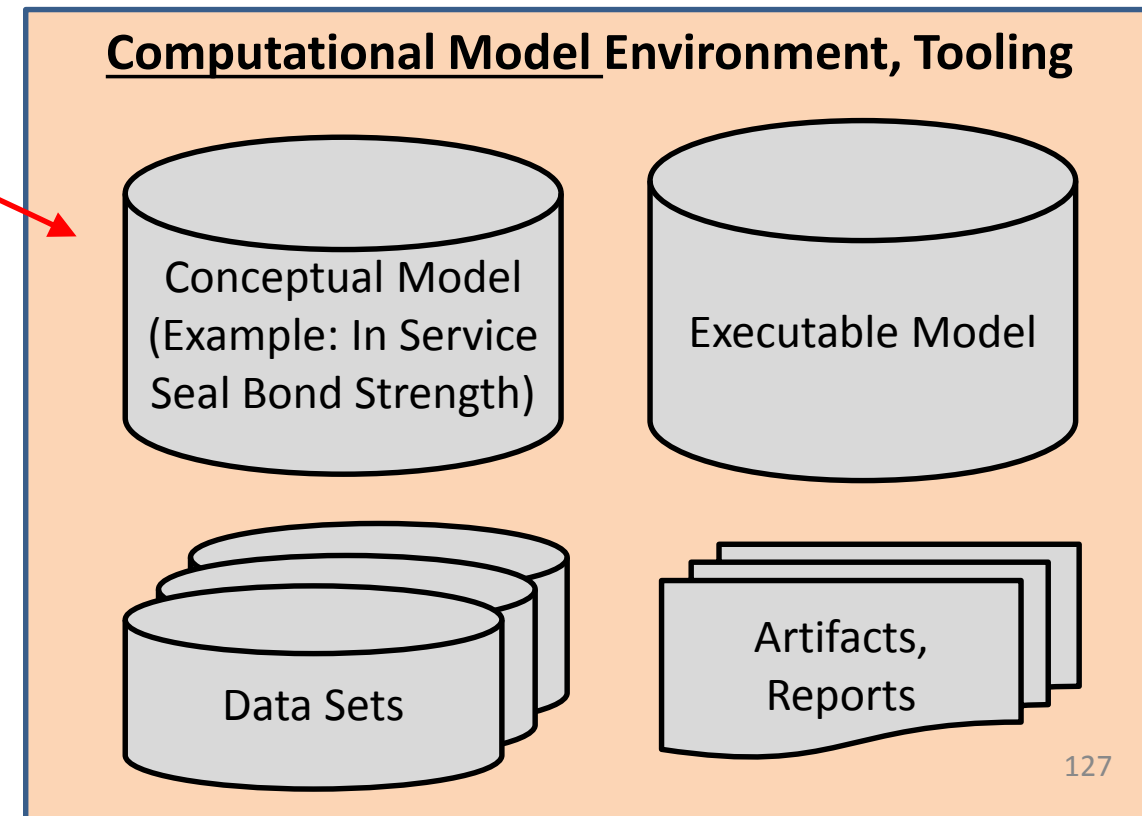 Computational Model Environment, Tooling
Conceptual Model
(Example: In Service
Seal Bond Strength)
Executable Model
Data Sets
Artifacts,
Reports
127